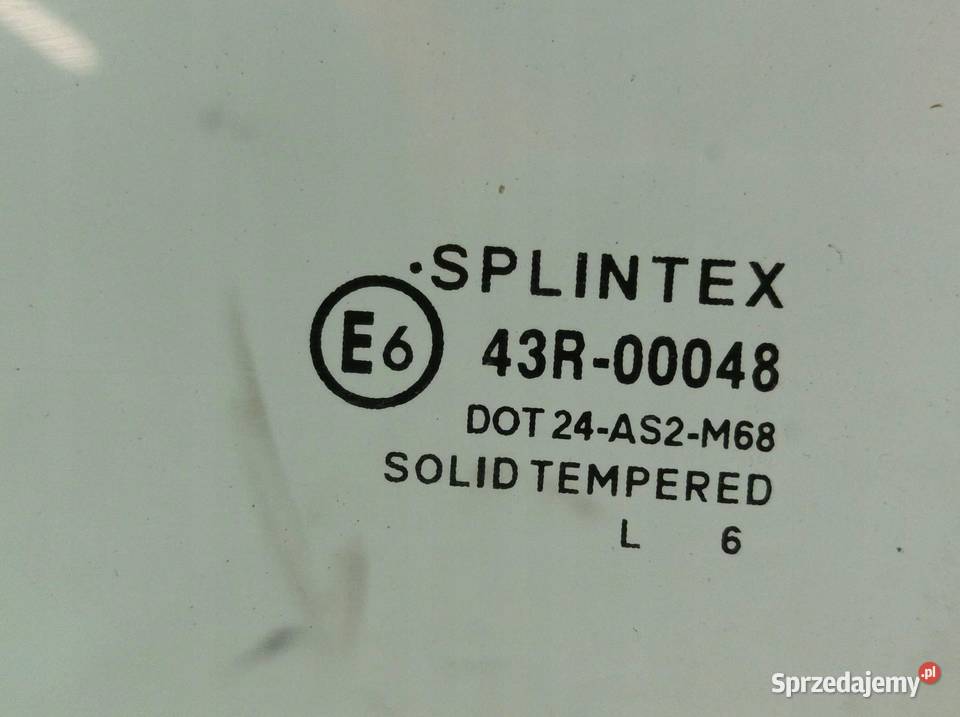 ·SPLINTEX
E6 43R-00048
DOT 24-AS2-M68
SOLID TEMPERED
L 6
Sprzedajemy.pl